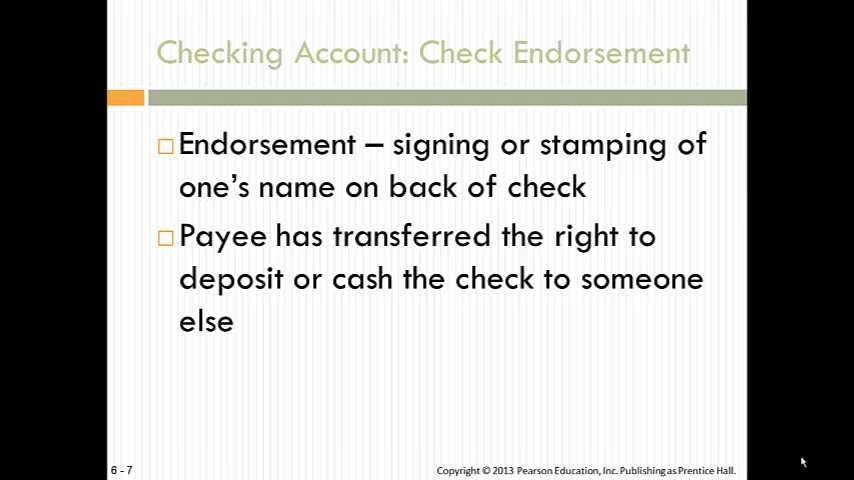 Checking Account: Check Endorsement
Endorsement – signing or stamping of
one's name on back of check
Payee has transferred the right to
deposit or cash the check to someone
else
6 - 7
Copyright © 2013 Pearson Education, Inc. Publishing as Prentice Hall.